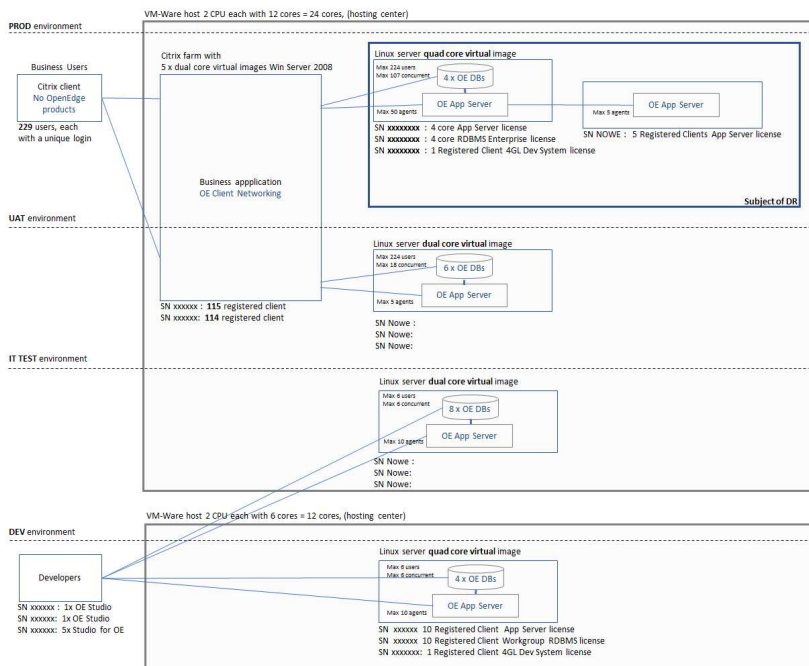 VM-Ware host 2 CPU each with 12 cores = 24 cores, (hosting center)
PROD environment
Business Users
Citrix client
No OpenEdge
products
229 users, each
with a unique login
Citrix farm with
5 x dual core virtual images Win Server 2008
Business appplication
OE Client Networking
SN xxxxxx : 115 registered client
SN xxxxxx: 114 registered client
Linux server quad core virtual image
Max 224 users
Max 107 concurrent
4 x OE DBs
OE App Server
Max 50 agents
SN xxxxxxxx : 4 core App Server license
SN xxxxxxxx : 4 core RDBMS Enterprise license
SN xxxxxxxx : 1 Registered Client 4GL Dev System license
OE App Server
Max 5 agents
SN NOWE : 5 Registered Clients App Server license
Subject of DR
UAT environment
Linux server dual core virtual image
Max 224 users
Max 18 concurrent
6 x OE DBs
OE App Server
Max 5 agents
SN Nowe :
SN Nowe:
SN Nowe:
IT TEST environment
Linux server dual core virtual image
Max 6 users
Max 6 concurrent
8 x OE DBs
OE App Server
Max 10 agents
SN Nowe :
SN Nowe:
SN Nowe:
VM-Ware host 2 CPU each with 6 cores = 12 cores, (hosting center)
DEV environment
Developers
SN xxxxxx : 1x OE Studio
SN xxxxxx: 1x OE Studio
SN xxxxxx: 5x Studio for OE
Linux server quad core virtual image
Max 6 users
Max 6 concurrent
4 x OE DBs
OE App Server
Max 10 agents
SN xxxxxx 10 Registered Client App Server license
SN xxxxxx 10 Registered Client Workgroup RDBMS license
SN xxxxxxx: 1 Registered Client 4GL Dev System license